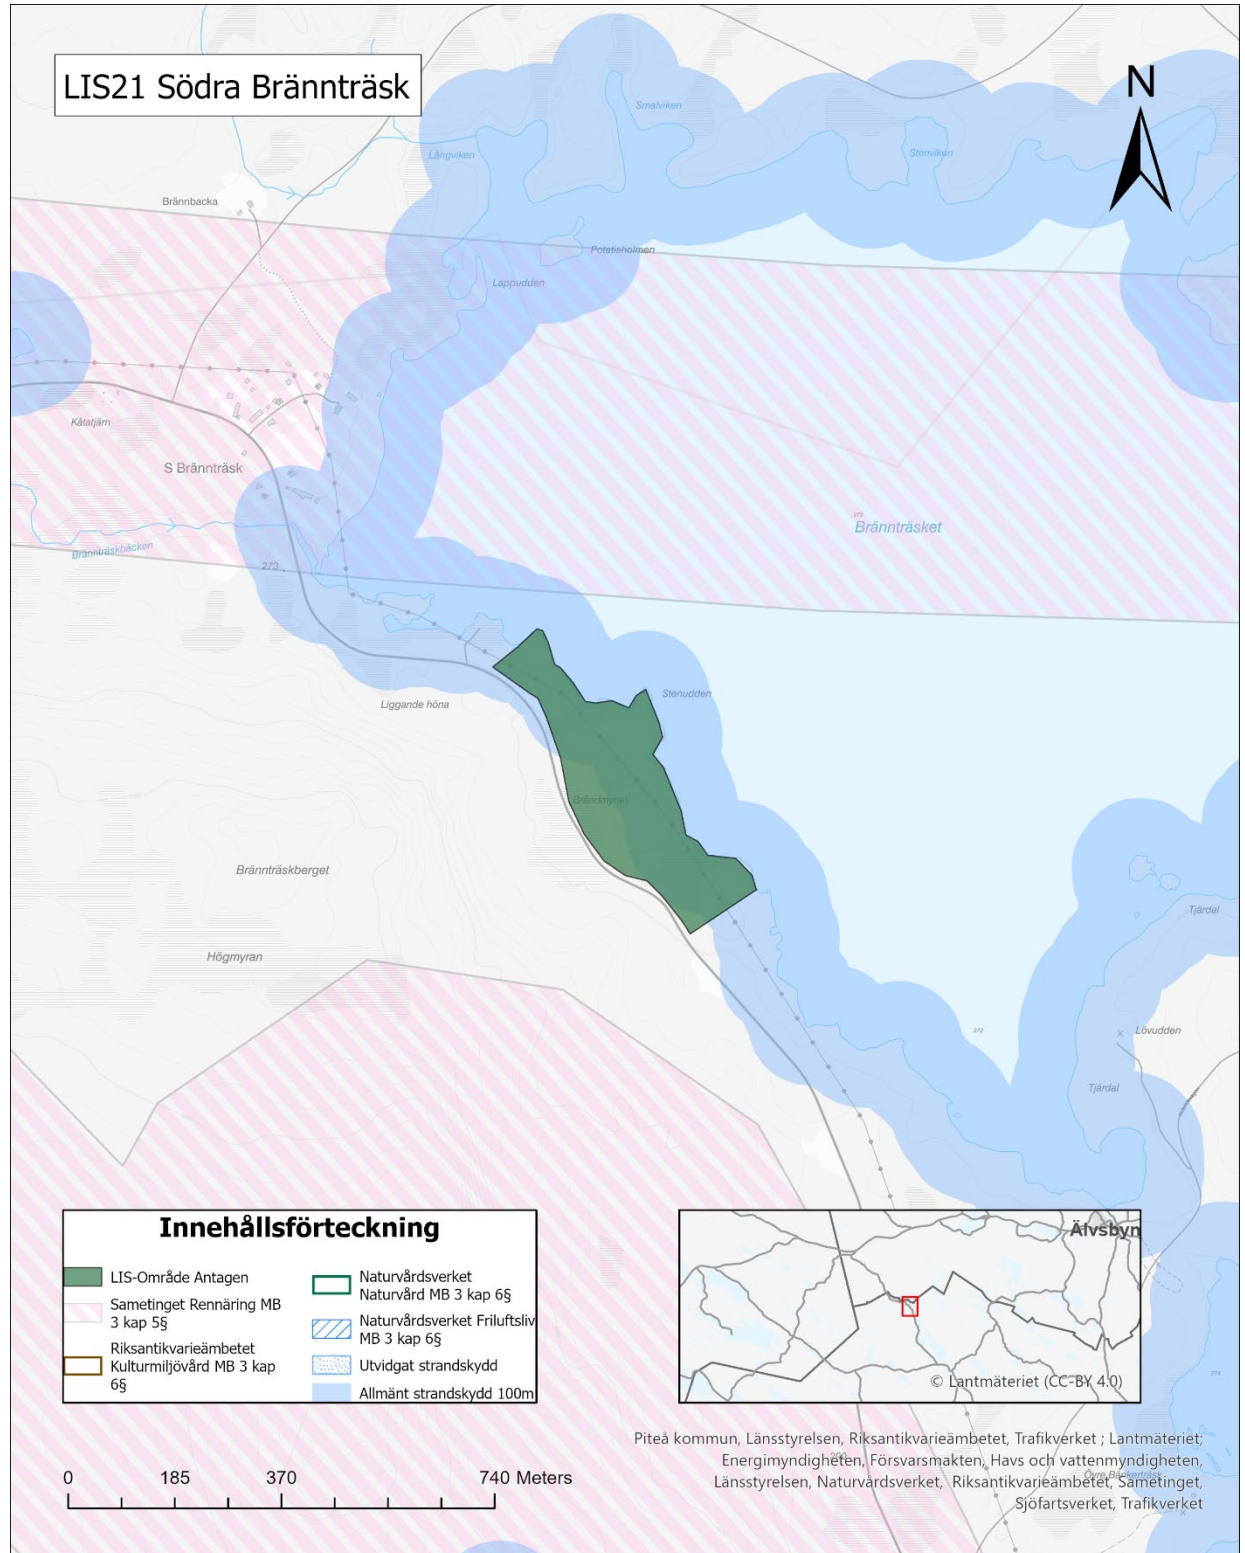 LIS21 Södra Brännträsk
N
Smalviken
Långviken
Stenviken
Brännbacka
Potatisholmen
Lappudden
Kåtatjärn
S Brännträsk
Brännträsket
Brännträskbäcken
273
Stenudden
Liggande höna
Brändmyran
Brännträskberget
Högmyran
Tjärdal
Lövudden
Tjärdal
Innehållsförteckning
LIS-Område Antagen
Sametinget Rennäring MB
3 kap 5§
Riksantikvarieämbetet
Kulturmiljövård MB 3 kap
6§
Naturvårdsverket
Naturvård MB 3 kap 6§
Naturvårdsverket Friluftsliv
MB 3 kap 6§
Utvidgat strandskydd
Allmänt strandskydd 100m
Älvsbyn
© Lantmäteriet (CC-BY 4.0)
0 185 370 740 Meters
Piteå kommun, Länsstyrelsen, Riksantikvarieämbetet, Trafikverket ; Lantmäteriet;
Energimyndigheten, Försvarsmakten, Havs och vattenmyndigheten,
Länsstyrelsen, Naturvårdsverket, Riksantikvarieämbetet, Sametinget,
Sjöfartsverket, Trafikverket